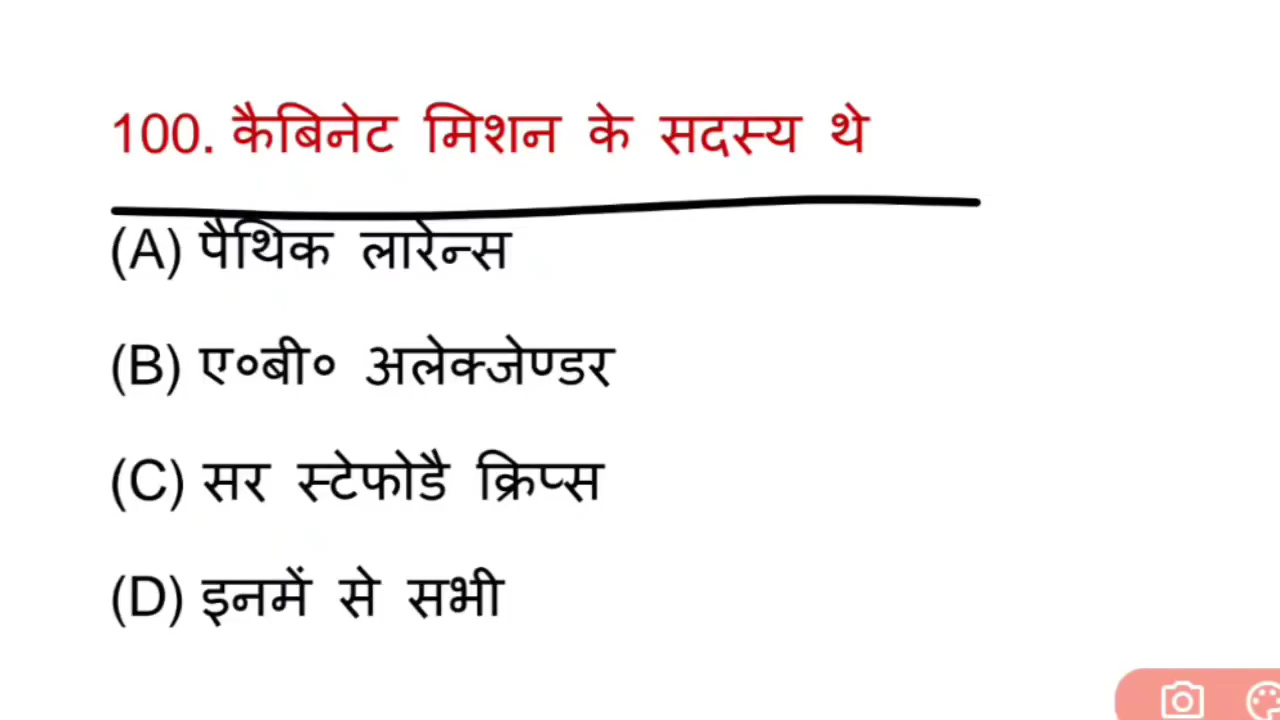 100. कैबिनेट मिशन के सदस्य थे
(A) पैथिक लारेन्स
(B) ए०बी० अलेक्जेण्डर
(C) सर स्टेफोडै क्रिप्स
(D) इनमें से सभी